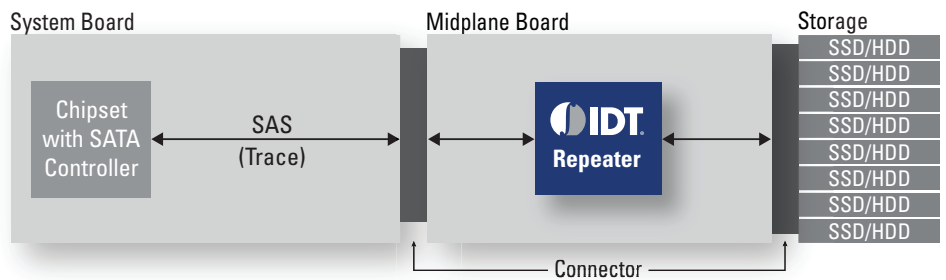 System Board
Midplane Board
Storage
Chipset
with SATA
Controller
SAS
(Trace)
IDT.
Repeater
SSD/HDD
SSD/HDD
SSD/HDD
SSD/HDD
SSD/HDD
SSD/HDD
SSD/HDD
SSD/HDD
Connector